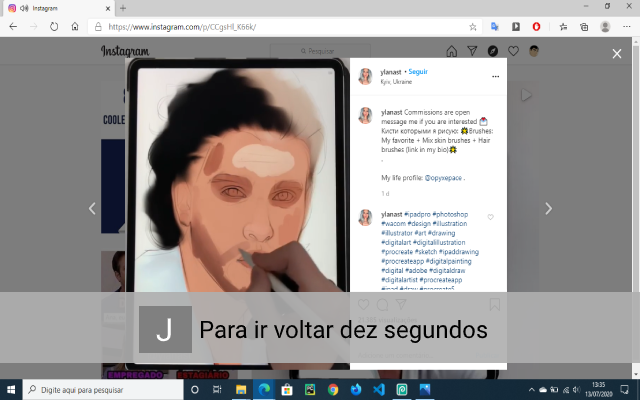 Instagram
https://www.instagram.com/p/CCgsHl_K66k/
Instagram
Pesquisar
COOLE
ylanast • Seguir
Kyiv, Ukraine
ylanast Commissions are open
message me if you are interested 📩
Кисти которыми я рисую: Brushes:
My favorite + Mix skin brushes + Hair
brushes (link in my bio)
.
My life profile: @opyxepace .
1 d
ylanast #ipadpro #photoshop
#wacom #design #illustration
#illustrator #art #drawing
#digitalart #digitalillustration
#procreate #sketch #ipaddrawing
#procreateapp #digitalpainting
#digital #adobe #digitaldraw
#digitalartist #procreateapp
#ipad #draw #procreate5
J Para ir voltar dez segundos
EMPREGADO ESTAGIÁRIO
Digite aqui para pesquisar
13:35
13/07/2020